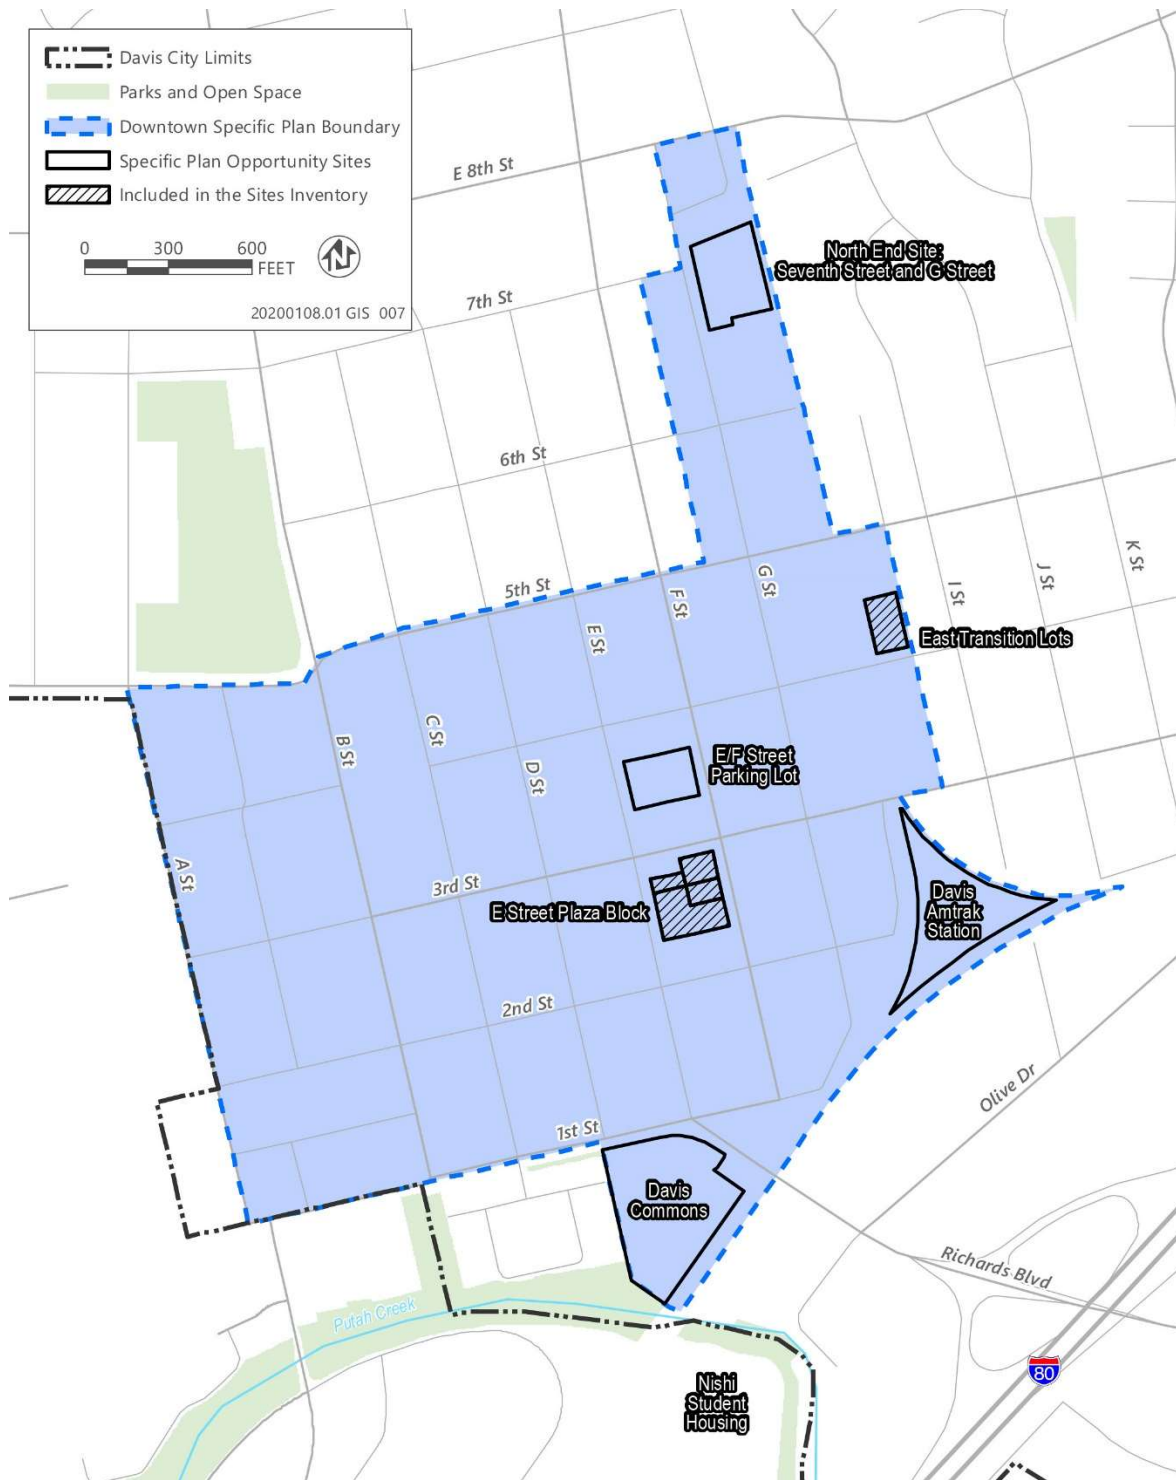 Davis City Limits
Parks and Open Space
Downtown Specific Plan Boundary
Specific Plan Opportunity Sites
Included in the Sites Inventory
0 300 600
FEET
20200108.01 GIS 007
E 8th St
North End Site:
Seventh Street and G Street
7th St
6th St
5th St
E St
F St
G St
I St
J St
K St
East Transition Lots
A St
B St
C St
D St
E/F Street
Parking Lot
3rd St
E Street Plaza Block
Davis
Amtrak
Station
2nd St
Olive Dr
1st St
Davis
Commons
Richards Blvd
Putah Creek
80
Nishi
Student
Housing
N